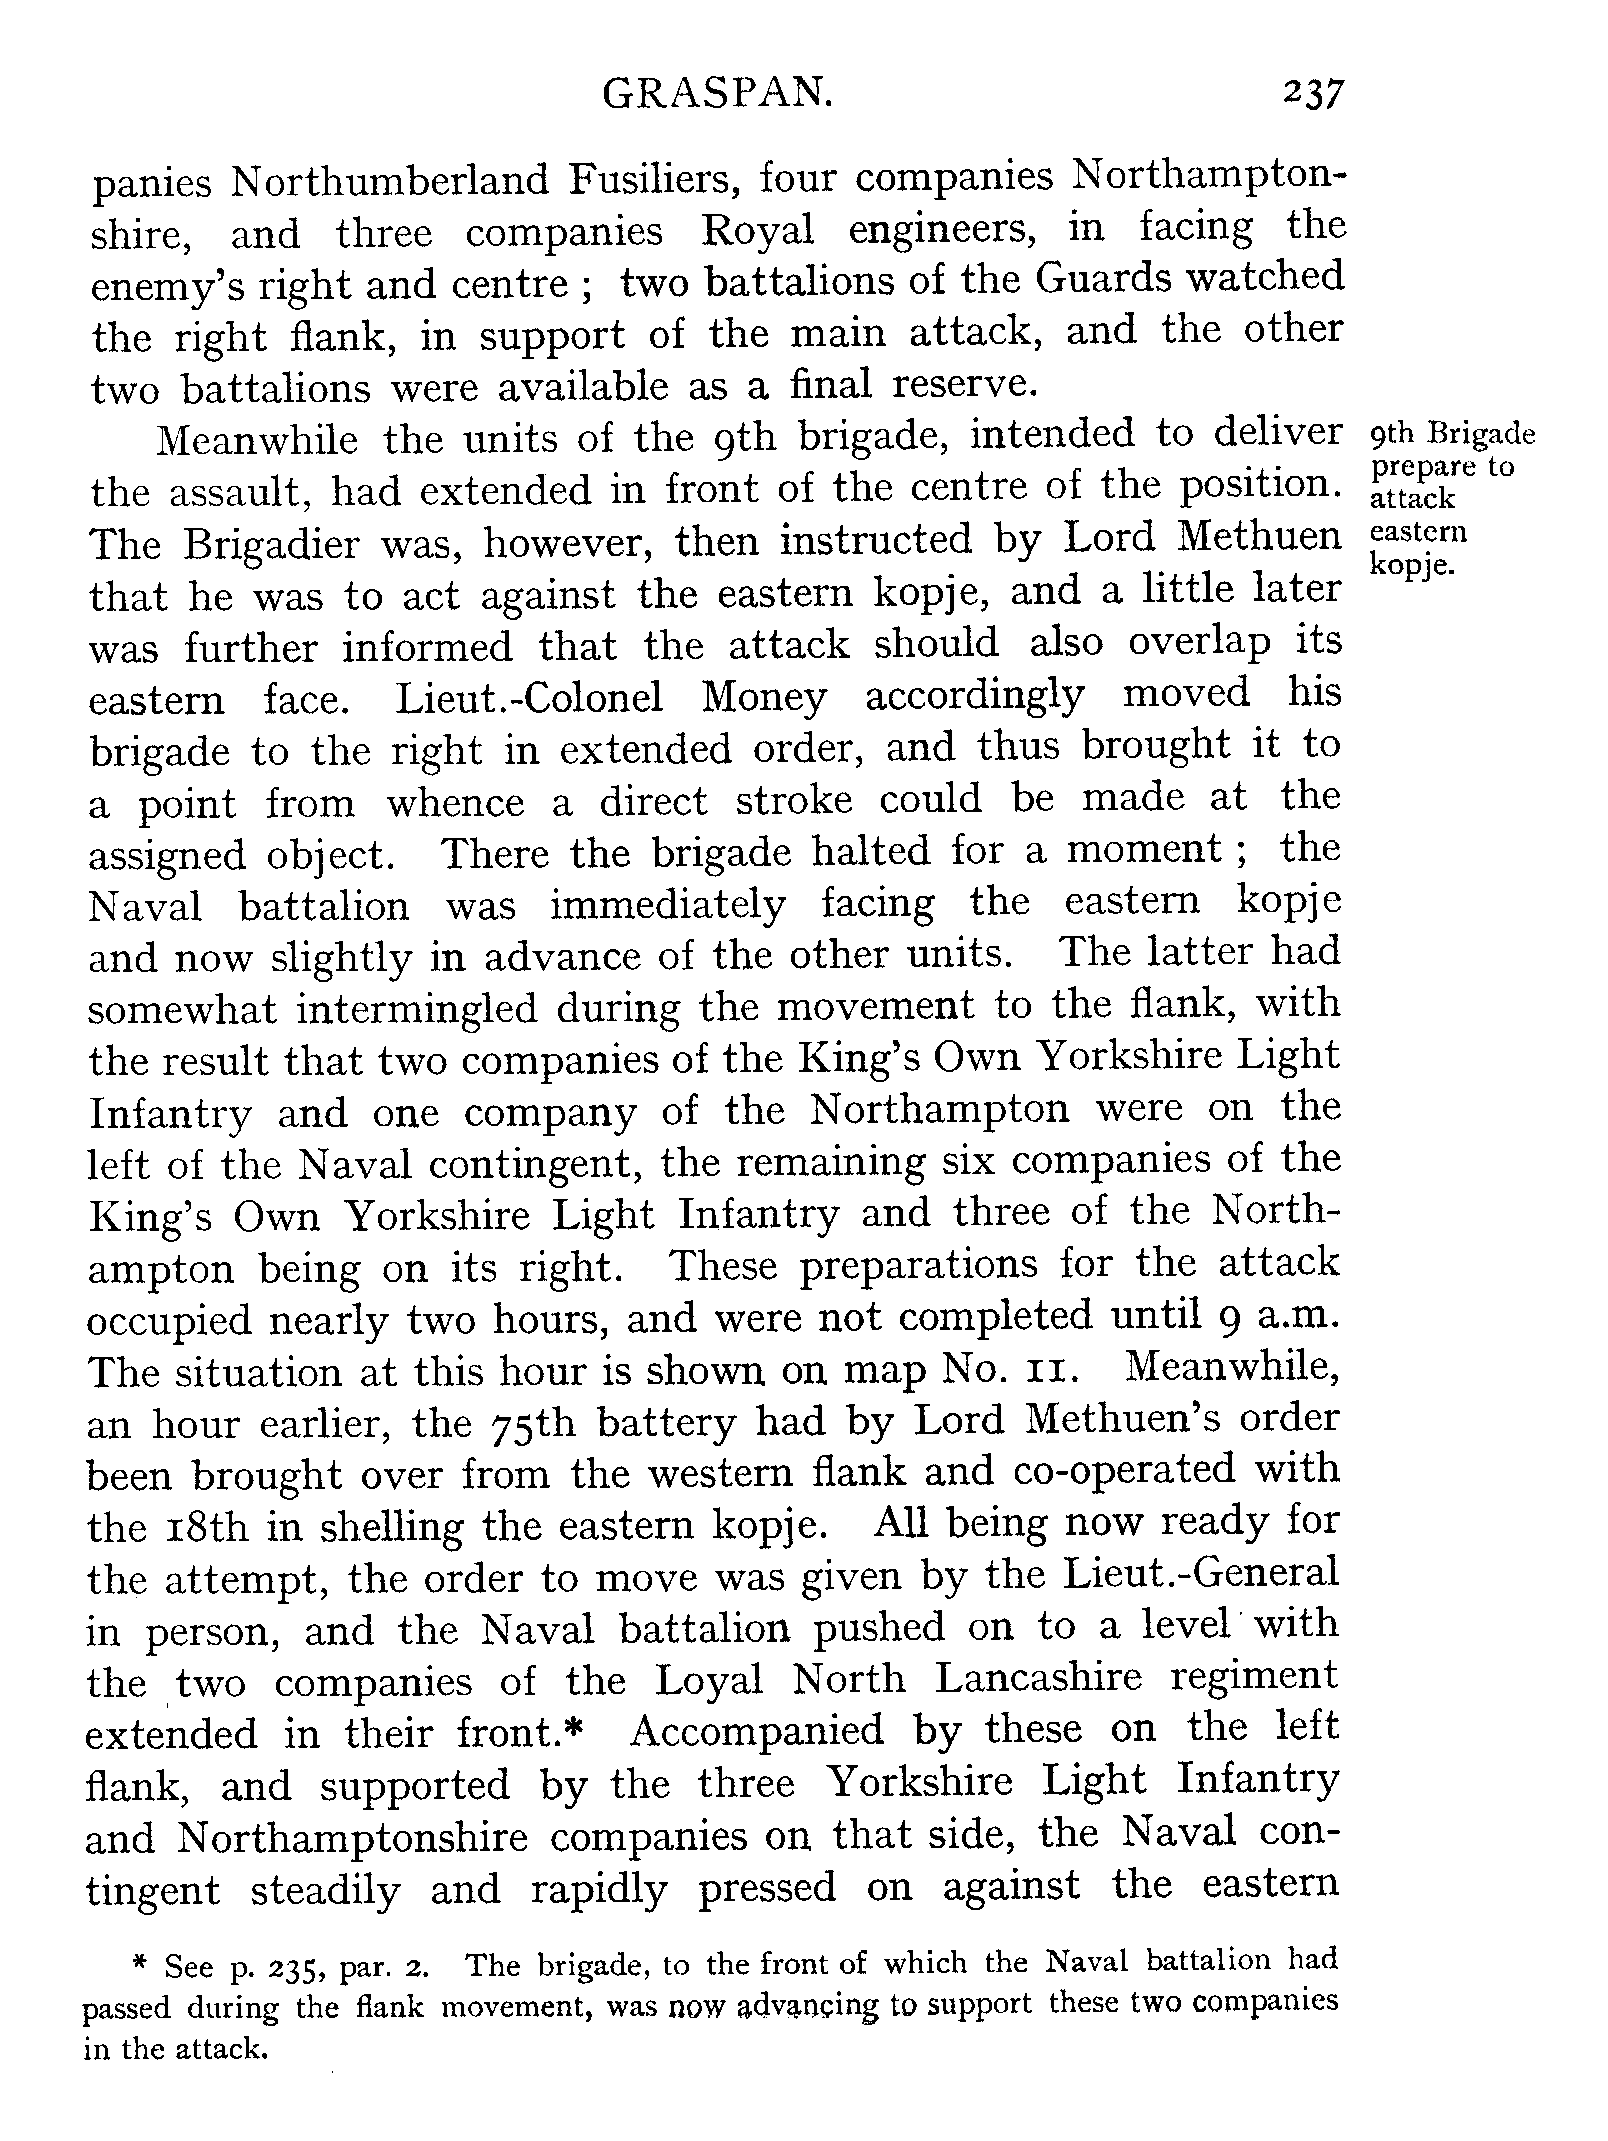 GRASPAN. 237
panies Northumberland Fusiliers, four companies Northampton-
shire, and three companies Royal engineers, in facing the
enemy's right and centre ; two battalions of the Guards watched
the right flank, in support of the main attack, and the other
two battalions were available as a final reserve.
Meanwhile the units of the 9th brigade, intended to deliver
the assault, had extended in front of the centre of the position.
The Brigadier was, however, then instructed by Lord Methuen
that he was to act against the eastern kopje, and a little later
was further informed that the attack should also overlap its
eastern face. Lieut.-Colonel Money accordingly moved his
brigade to the right in extended order, and thus brought it to
a point from whence a direct stroke could be made at the
assigned object. There the brigade halted for a moment ; the
Naval battalion was immediately facing the eastern kopje
and now slightly in advance of the other units. The latter had
somewhat intermingled during the movement to the flank, with
the result that two companies of the King's Own Yorkshire Light
Infantry and one company of the Northampton were on the
left of the Naval contingent, the remaining six companies of the
King's Own Yorkshire Light Infantry and three of the North-
ampton being on its right. These preparations for the attack
occupied nearly two hours, and were not completed until 9 a.m.
The situation at this hour is shown on map No. 11. Meanwhile,
an hour earlier, the 75th battery had by Lord Methuen's order
been brought over from the western flank and co-operated with
the 18th in shelling the eastern kopje. All being now ready for
the attempt, the order to move was given by the Lieut.-General
in person, and the Naval battalion pushed on to a level with
the two companies of the Loyal North Lancashire regiment
extended in their front.* Accompanied by these on the left
flank, and supported by the three Yorkshire Light Infantry
and Northamptonshire companies on that side, the Naval con-
tingent steadily and rapidly pressed on against the eastern
9th Brigade
prepare to
attack
eastern
kopje.
* See p. 235, par. 2. The brigade, to the front of which the Naval battalion had
passed during the flank movement, was now advancing to support these two companies
in the attack.